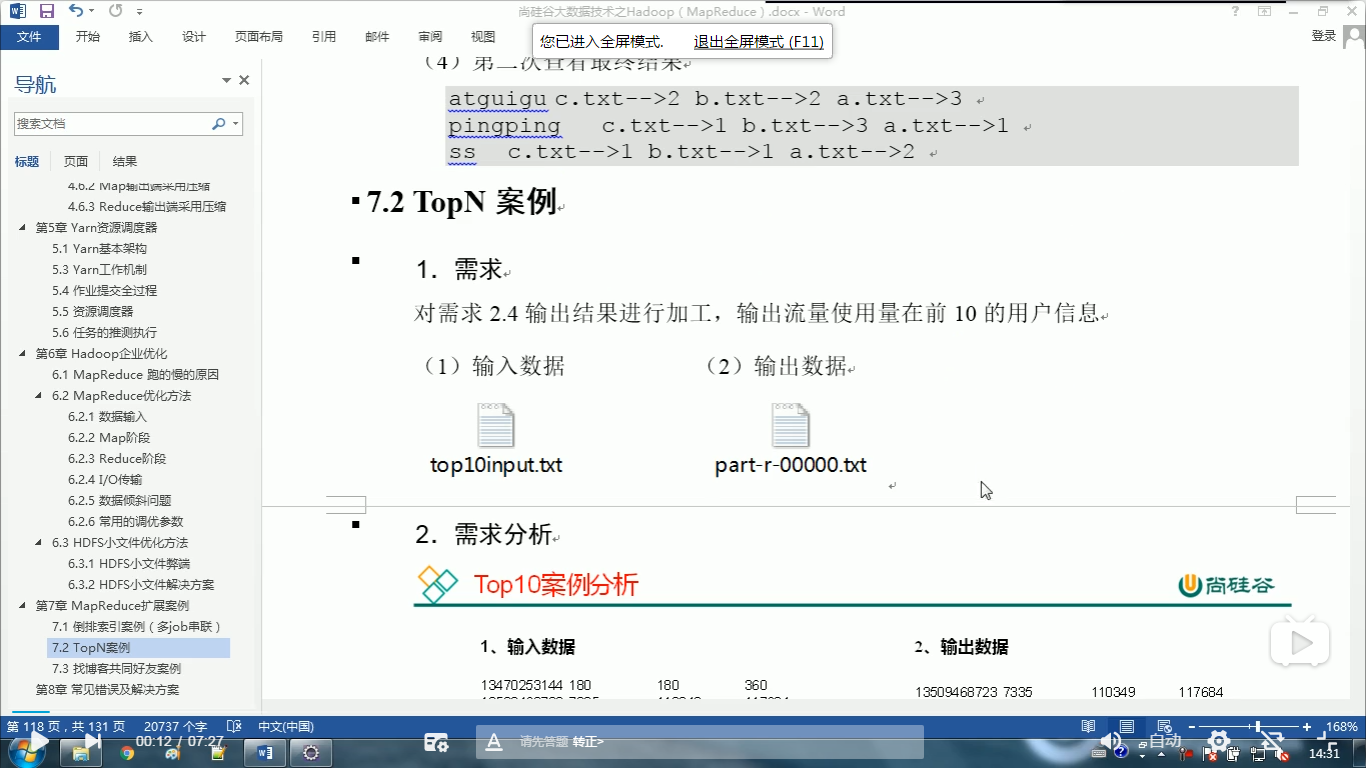 尚硅谷大数据技术之Hadoop（MapReduce）.docx - Word
文件 开始 插入 设计 页面布局 引用 邮件 审阅 视图 登录
您已进入全屏模式. 退出全屏模式 (F11)
导航
搜索文档
标题 页面 结果
4.6.2 Map输出端采用压缩
4.6.3 Reduce输出端采用压缩
第5章 Yarn资源调度器
5.1 Yarn基本架构
5.3 Yarn工作机制
5.4 作业提交全过程
5.5 资源调度器
5.6 任务的推测执行
第6章 Hadoop企业优化
6.1 MapReduce 跑的慢的原因
6.2 MapReduce优化方法
6.2.1 数据输入
6.2.2 Map阶段
6.2.3 Reduce阶段
6.2.4 I/O传输
6.2.5 数据倾斜问题
6.2.6 常用的调优参数
6.3 HDFS小文件优化方法
6.3.1 HDFS小文件弊端
6.3.2 HDFS小文件解决方案
第7章 MapReduce扩展案例
7.1 倒排索引案例（多job串联）
7.2 TopN案例
7.3 找博客共同好友案例
第8章 常见错误及解决方案
（4）第二次查看最终结果
atguigu c.txt-->2 b.txt-->2 a.txt-->3
pingping c.txt-->1 b.txt-->3 a.txt-->1
ss c.txt-->1 b.txt-->1 a.txt-->2
7.2 TopN 案例
1. 需求
对需求 2.4 输出结果进行加工，输出流量使用量在前 10 的用户信息
（1）输入数据 （2）输出数据
top10input.txt part-r-00000.txt
2. 需求分析
Top10案例分析 尚硅谷
1、输入数据 2、输出数据
13470253144 180 180 360
13509468723 7335 110349 117684
第 118 页，共 131 页 20737 个字 中文(中国) 168%
00:12 / 07:27 请先答题 转正> 自动 14:31